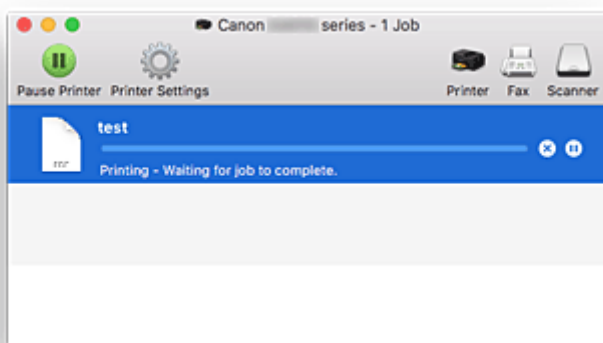 Canon series - 1 Job
Pause Printer Printer Settings Printer Fax Scanner
test
Printing - Waiting for job to complete.